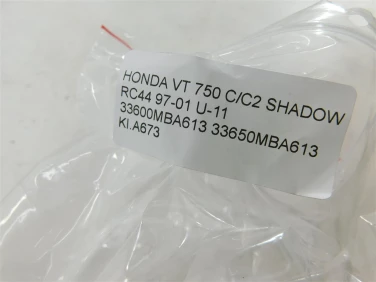 HONDA VT 750 C/C2 SHADOW
RC44 97-01 U-11
33600MBA613 33650MBA613
KI.A673